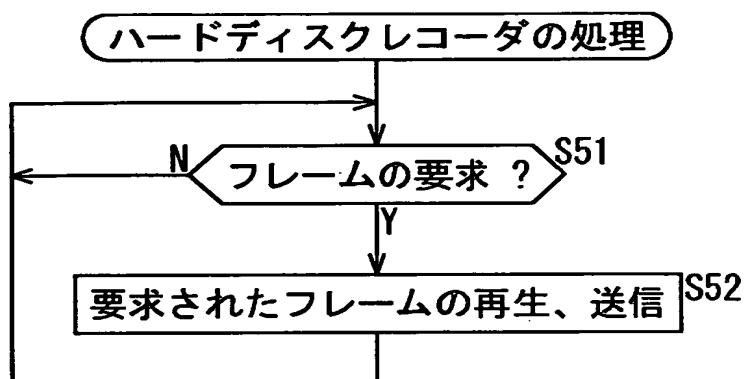 ハードディスクレコーダの処理
N
フレームの要求 ?
S51
Y
要求されたフレームの再生、送信
S52